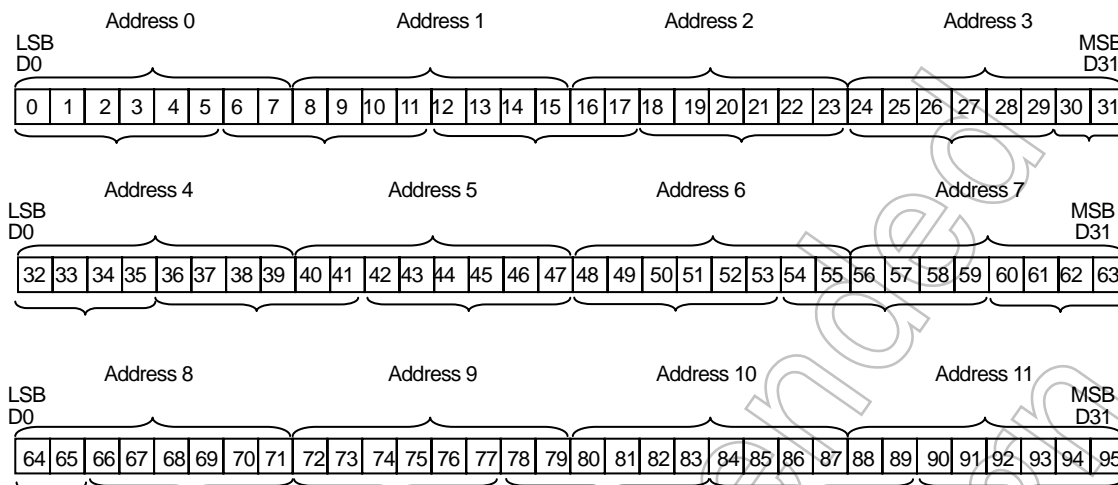 Address 0 Address 1 Address 2 Address 3
LSB MSB
D0 D31
0 1 2 3 4 5 6 7 8 9 10 11 12 13 14 15 16 17 18 19 20 21 22 23 24 25 26 27 28 29 30 31
Address 4 Address 5 Address 6 Address 7
LSB MSB
D0 D31
32 33 34 35 36 37 38 39 40 41 42 43 44 45 46 47 48 49 50 51 52 53 54 55 56 57 58 59 60 61 62 63
Address 8 Address 9 Address 10 Address 11
LSB MSB
D0 D31
64 65 66 67 68 69 70 71 72 73 74 75 76 77 78 79 80 81 82 83 84 85 86 87 88 89 90 91 92 93 94 95